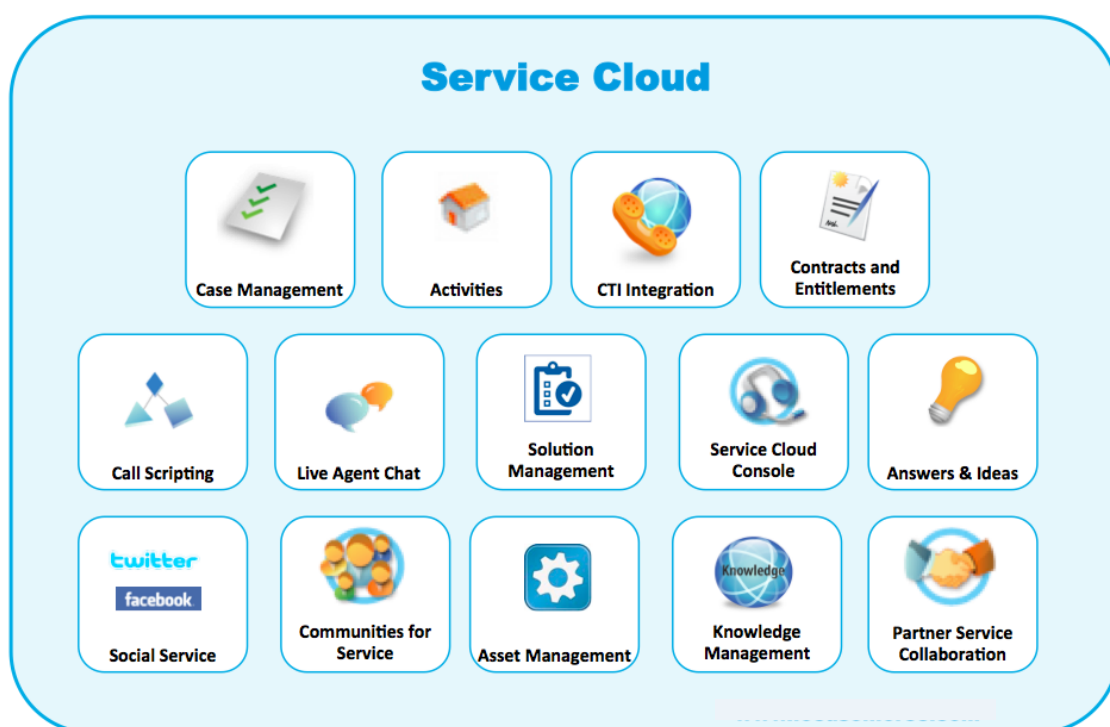 Service Cloud
Case Management
Activities
CTI Integration
Contracts and
Entitlements
Call Scripting
Live Agent Chat
Solution
Management
Service Cloud
Console
Answers & Ideas
twitter
facebook
Social Service
Communities for
Service
Asset Management
Knowledge
Knowledge
Management
Partner Service
Collaboration